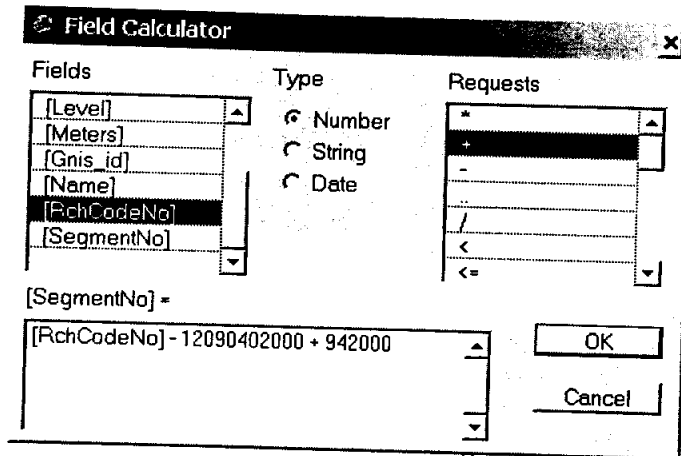 Field Calculator
Fields
Type
Requests
[Level]
[Meters]
[Gnis_id]
[Name]
[RchCodeNo]
[SegmentNo]
Number
String
Date
*
+
-
..
/
<
<=
[SegmentNo] =
[RchCodeNo] - 12090402000 + 942000
OK
Cancel